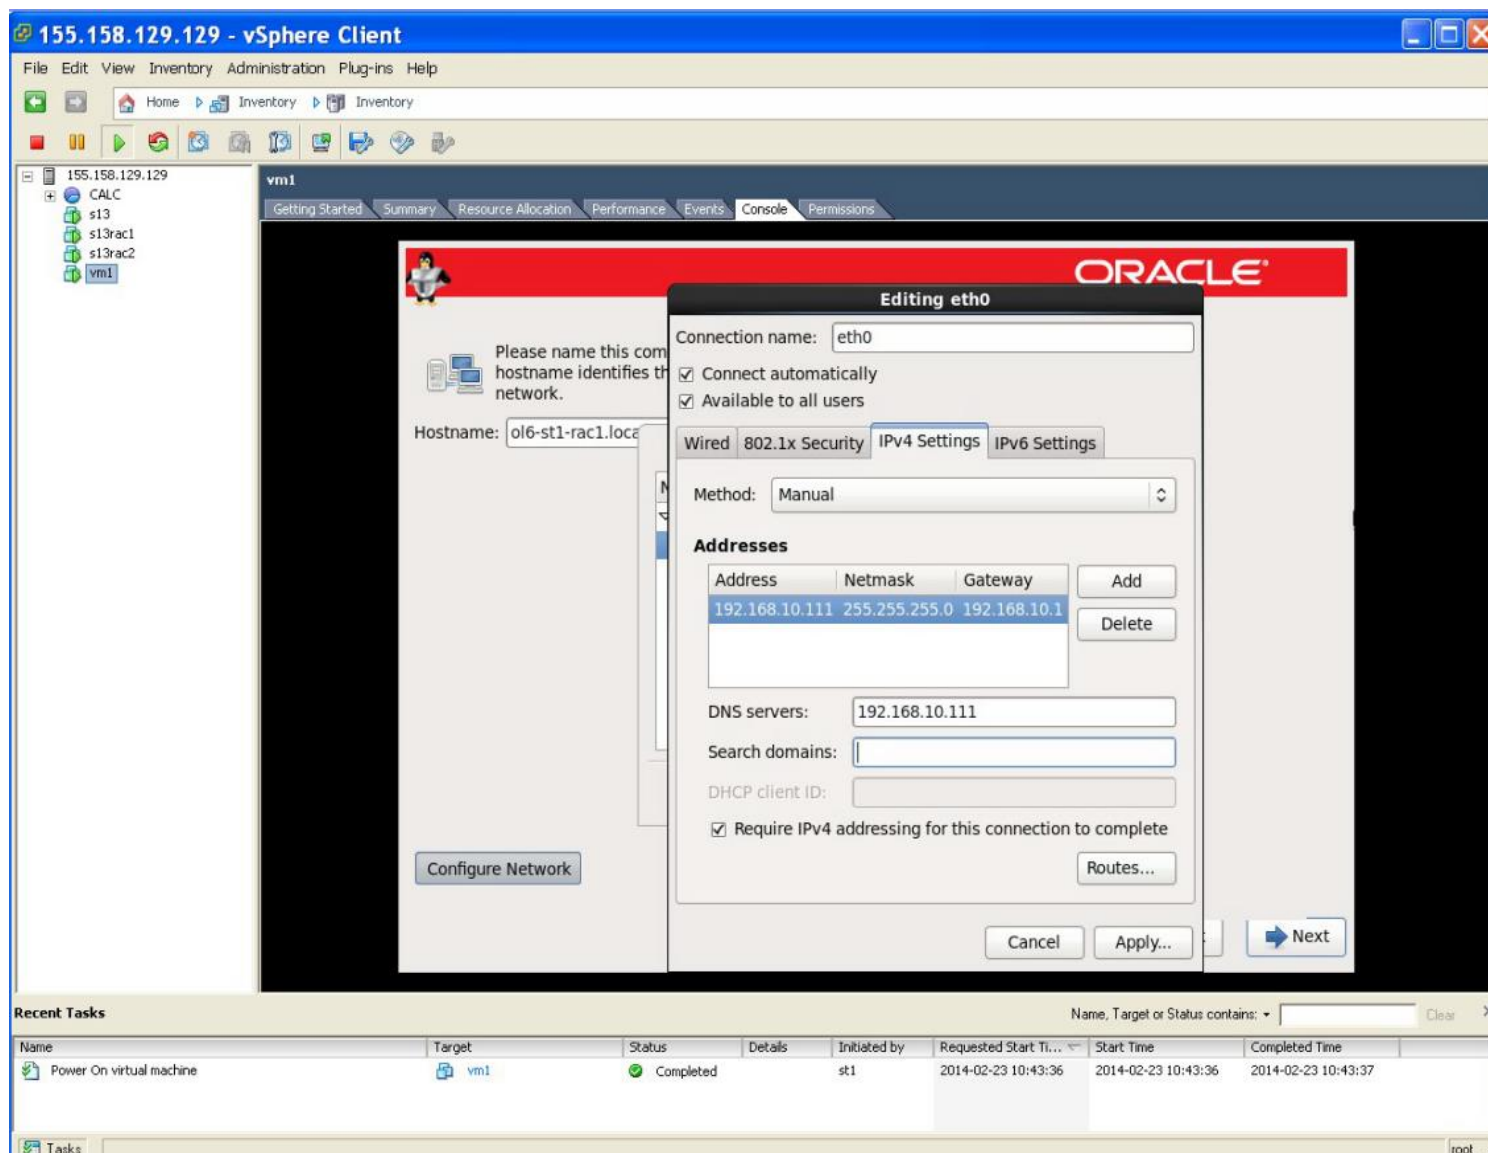 155.158.129.129 - vSphere Client
File Edit View Inventory Administration Plug-ins Help
Home Inventory Inventory
155.158.129.129
CALC
s13
s13rac1
s13rac2
vm1
vm1
Getting Started Summary Resource Allocation Performance Events Console Permissions
ORACLE
Please name this com
hostname identifies th
network.
Hostname: ol6-st1-rac1.loca
Configure Network
Editing eth0
Connection name: eth0
Connect automatically
Available to all users
Wired 802.1x Security IPv4 Settings IPv6 Settings
Method: Manual
Addresses
Address Netmask Gateway Add
192.168.10.111 255.255.255.0 192.168.10.1
Delete
DNS servers: 192.168.10.111
Search domains:
DHCP client ID:
Require IPv4 addressing for this connection to complete
Routes...
Cancel Apply...
Next
Recent Tasks
Name, Target or Status contains: Clear
Name Target Status Details Initiated by Requested Start Ti... Start Time Completed Time
Power On virtual machine vm1 Completed st1 2014-02-23 10:43:36 2014-02-23 10:43:36 2014-02-23 10:43:37
Tasks root